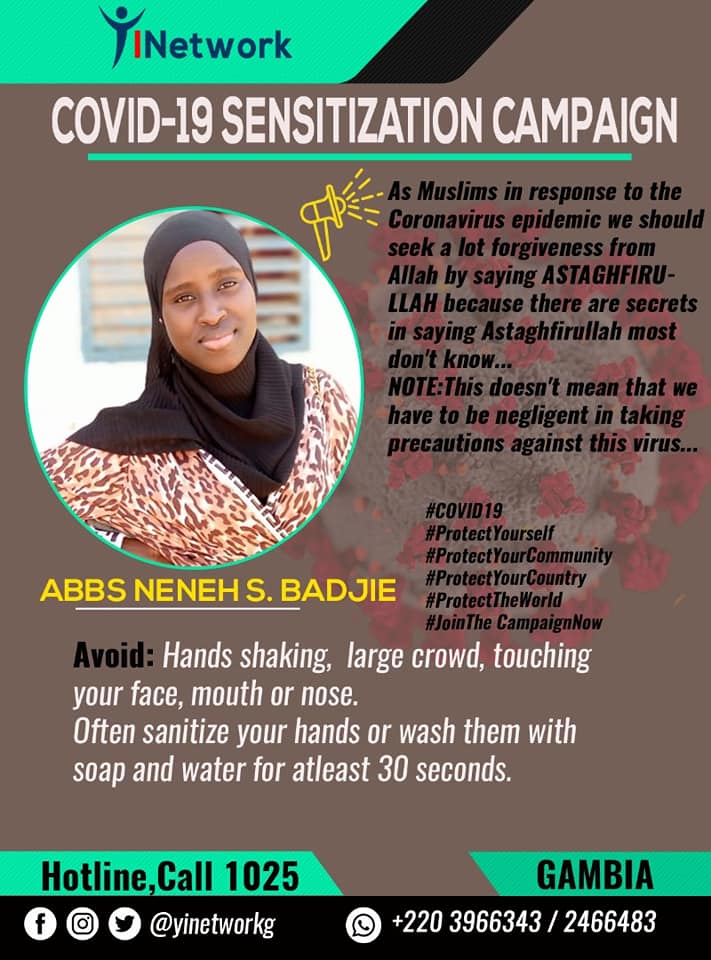 YINetwork
COVID-19 SENSITIZATION CAMPAIGN
As Muslims in response to the
Coronavirus epidemic we should
seek a lot forgiveness from
Allah by saying ASTAGHFIRU-
LLAH because there are secrets
in saying Astaghfirullah most
don't know...
NOTE:This doesn't mean that we
have to be negligent in taking
precautions against this virus...
#COVID19
#ProtectYourself
#ProtectYourCommunity
#ProtectYourCountry
#ProtectTheWorld
#JoinThe CampaignNow
ABBS NENEH S. BADJIE
Avoid: Hands shaking, large crowd, touching
your face, mouth or nose.
Often sanitize your hands or wash them with
soap and water for atleast 30 seconds.
Hotline,Call 1025
GAMBIA
@yinetworkg
+220 3966343 / 2466483